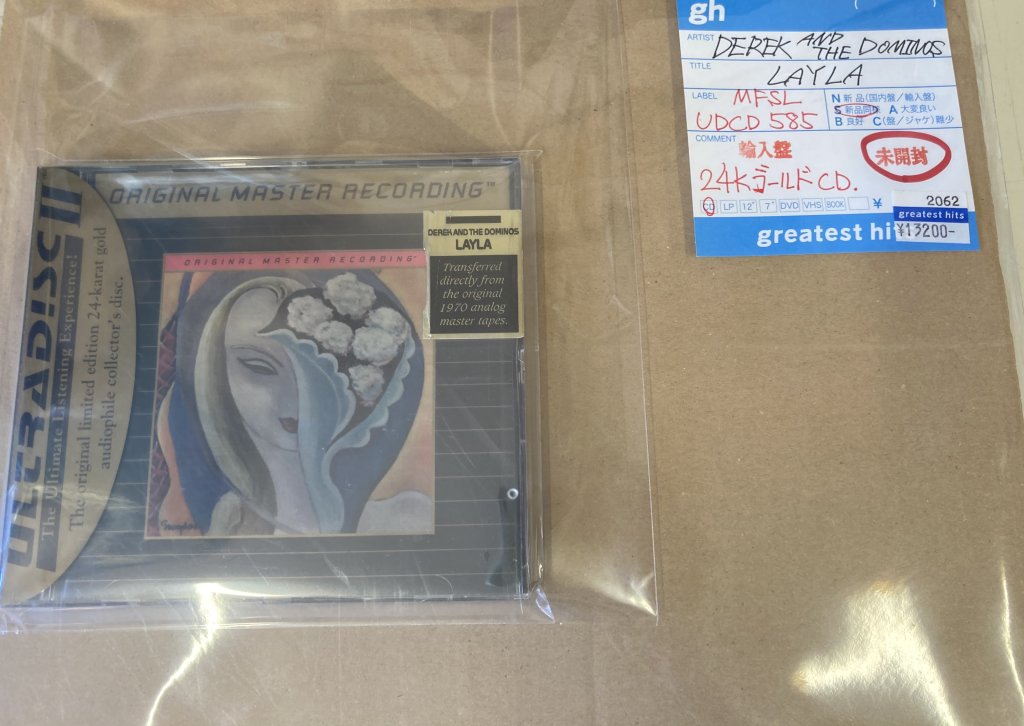 ORIGINAL MASTER RECORDING™
ULTRADISC II
The Ultimate Listening Experience!
The original limited edition 24-karat gold
audiophile collector's disc.
ORIGINAL MASTER RECORDING
DEREK AND THE DOMINOS
LAYLA
Transferred
directly from
the original
1970 analog
master tapes.
gh
ARTIST DEREK AND THE DOMINOS
TITLE LAYLA
LABEL MFSL
UDCD 585
N 新品(国内盤/輸入盤)
S 新品同様 A 大変良い
B 良好 C(盤/ジャケ)難少
COMMENT 輸入盤 未開封
24KゴールドCD.
CD LP 12" 7" DVD VHS BOOK ¥
2062
greatest hits
¥13200-
greatest hi